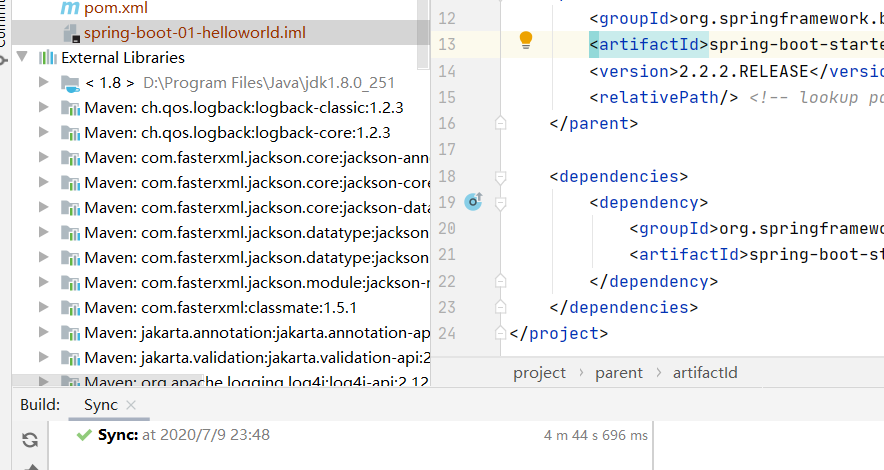 pom.xml
spring-boot-01-helloworld.iml
External Libraries
< 1.8 > D:\Program Files\Java\jdk1.8.0_251
Maven: ch.qos.logback:logback-classic:1.2.3
Maven: ch.qos.logback:logback-core:1.2.3
Maven: com.fasterxml.jackson.core:jackson-ann
Maven: com.fasterxml.jackson.core:jackson-core
Maven: com.fasterxml.jackson.core:jackson-data
Maven: com.fasterxml.jackson.datatype:jackson
Maven: com.fasterxml.jackson.datatype:jackson
Maven: com.fasterxml.jackson.module:jackson-r
Maven: com.fasterxml:classmate:1.5.1
Maven: jakarta.annotation:jakarta.annotation-ap
Maven: jakarta.validation:jakarta.validation-api:2
Maven: org.apache.logging.log4j:log4j-api:2.12
12 <groupId>org.springframework.b
13 <artifactId>spring-boot-starte
14 <version>2.2.2.RELEASE</versio
15 <relativePath/> <!-- lookup pa
16 </parent>
17
18 <dependencies>
19 <dependency>
20 <groupId>org.springframewo
21 <artifactId>spring-boot-st
22 </dependency>
23 </dependencies>
24 </project>
project > parent > artifactId
Build: Sync ×
Sync: at 2020/7/9 23:48 4 m 44 s 696 ms